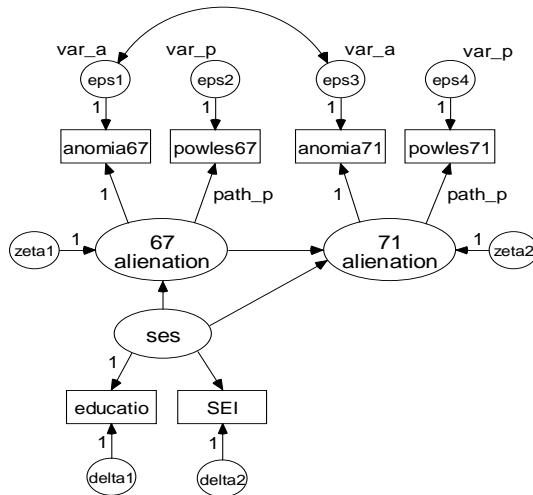 var_a var_p var_a var_p
eps1 eps2 eps3 eps4
1 1 1 1
anomia67 powles67 anomia71 powles71
1 path_p 1 path_p
67 alienation
71 alienation
zeta1 1 1 zeta2
ses
1
educatio SEI
1 1
delta1 delta2